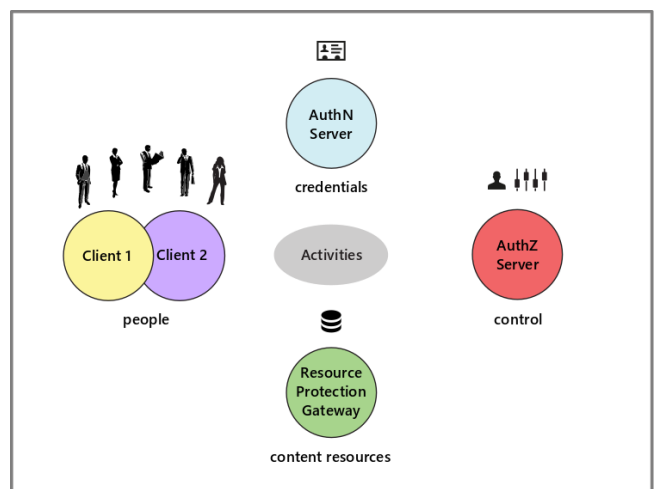 AuthN
Server
credentials
Client 1
Client 2
people
Activities
AuthZ
Server
control
Resource
Protection
Gateway
content resources